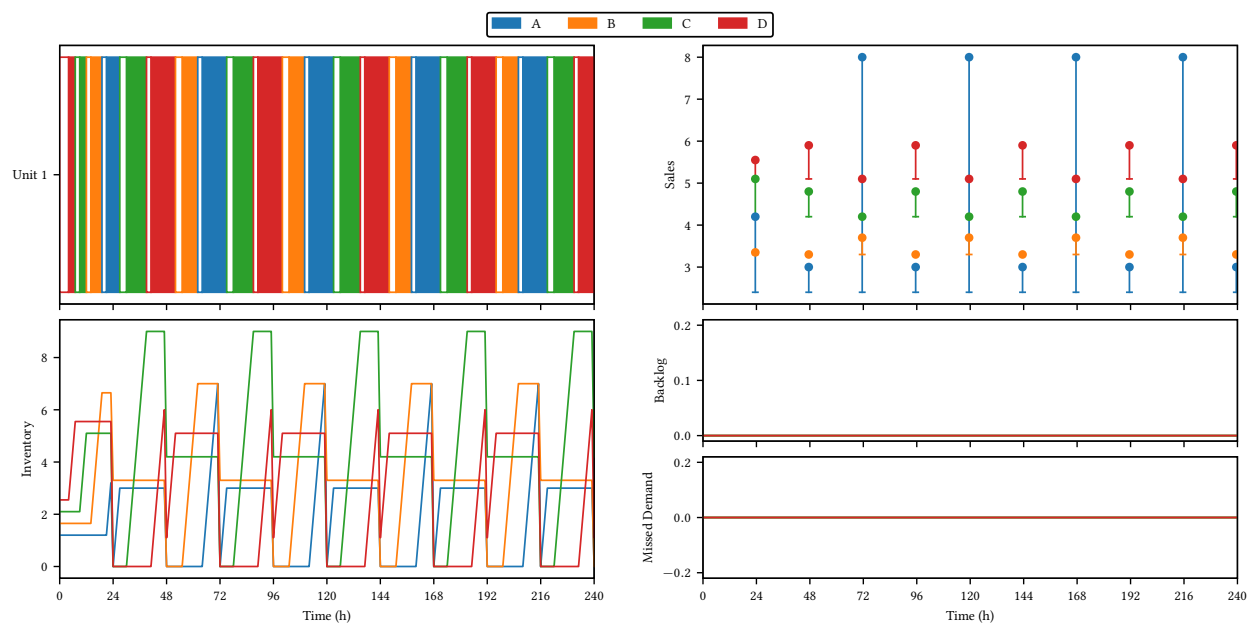 A B C D
Unit 1
8
6
4
2
0
Inventory
0 24 48 72 96 120 144 168 192 216 240
Time (h)
8
7
6
5
4
3
Sales
0.2
0.1
0.0
Backlog
0.2
0.0
−0.2
Missed Demand
0 24 48 72 96 120 144 168 192 216 240
Time (h)